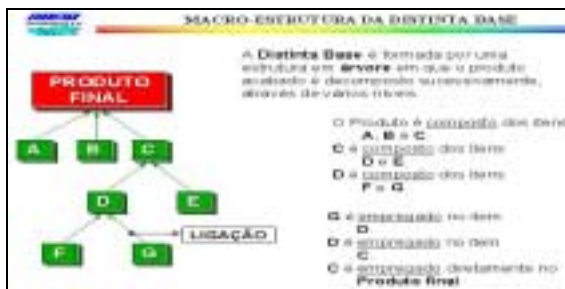 MACRO-ESTRUTURA DA DISTINTA BASE
A Distinta Base é formada por uma
estrutura em árvore em que o produto
acabado é decomposto sucessivamente,
através de vários níveis.
PRODUTO
FINAL
A B C
D E
F G
LIGAÇÃO
O Produto é composto dos itens
A, B e C
C é composto dos itens
D e E
D é composto dos itens
F e G
G é empregado no item
D
D é empregado no item
C
C é empregado diretamente no
Produto final